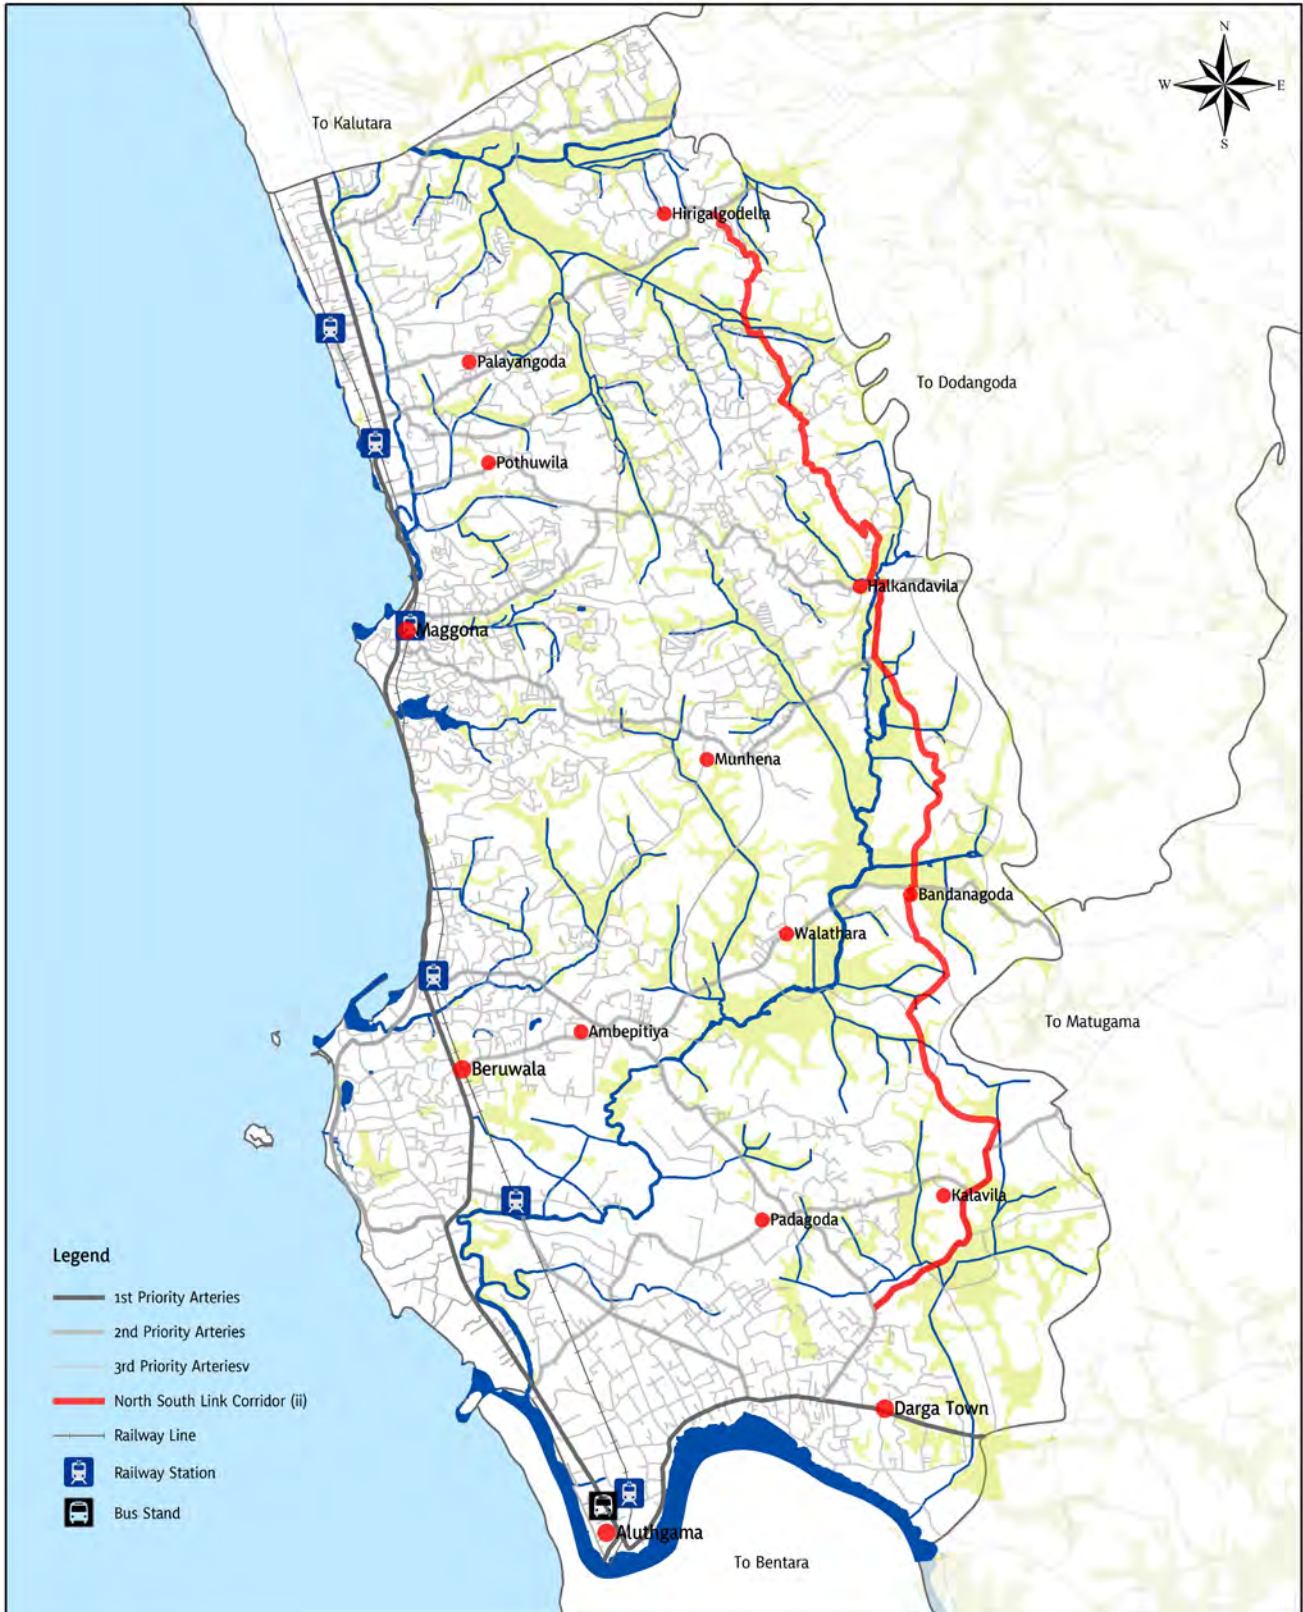 N
W
E
S
To Kalutara
Hirigalgodella
Palayangoda
To Dodangoda
Pothuwila
Halkandavila
Maggona
Munhena
Bandanagoda
Walathara
To Matugama
Ambepitiya
Beruwala
Kalavila
Padagoda
Legend
1st Priority Arteries
2nd Priority Arteries
3rd Priority Arteriesv
North South Link Corridor (ii)
Railway Line
Railway Station
Bus Stand
Darga Town
Aluthgama
To Bentara